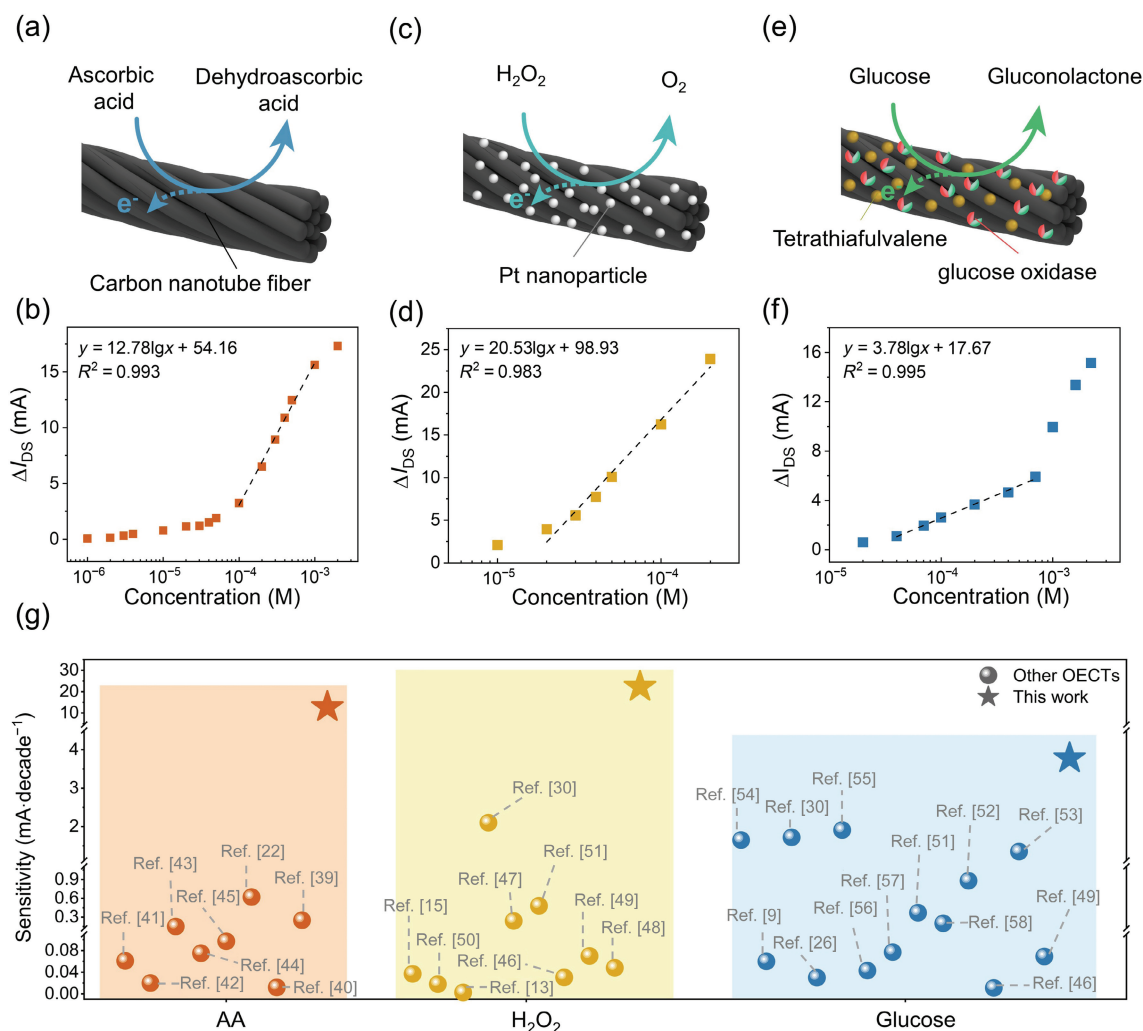 (a)
Ascorbic
acid
Dehydroascorbic
acid
e⁻
Carbon nanotube fiber
(c)
H₂O₂
O₂
e⁻
Pt nanoparticle
(e)
Glucose
Gluconolactone
e⁻
Tetrathiafulvalene
glucose oxidase
(b)
y = 12.78lgx + 54.16
R² = 0.993
ΔI_DS (mA)
15
10
5
0
10⁻⁶
10⁻⁵
10⁻⁴
10⁻³
Concentration (M)
(d)
y = 20.53lgx + 98.93
R² = 0.983
ΔI_DS (mA)
25
20
15
10
5
0
10⁻⁵
10⁻⁴
Concentration (M)
(f)
y = 3.78lgx + 17.67
R² = 0.995
ΔI_DS (mA)
16
12
8
4
0
10⁻⁵
10⁻⁴
10⁻³
Concentration (M)
(g)
Sensitivity (mA·decade⁻¹)
30
20
10
4
2
0.9
0.6
0.3
0.08
0.04
0.00
Other OECTs
This work
Ref. [41]
Ref. [43]
Ref. [45]
Ref. [22]
Ref. [39]
Ref. [42]
Ref. [44]
Ref. [40]
Ref. [30]
Ref. [15]
Ref. [50]
Ref. [47]
Ref. [51]
Ref. [46]
Ref. [13]
Ref. [49]
Ref. [48]
Ref. [54]
Ref. [30]
Ref. [55]
Ref. [52]
Ref. [53]
Ref. [51]
Ref. [57]
Ref. [56]
Ref. [9]
Ref. [26]
Ref. [58]
Ref. [49]
Ref. [46]
AA
H₂O₂
Glucose